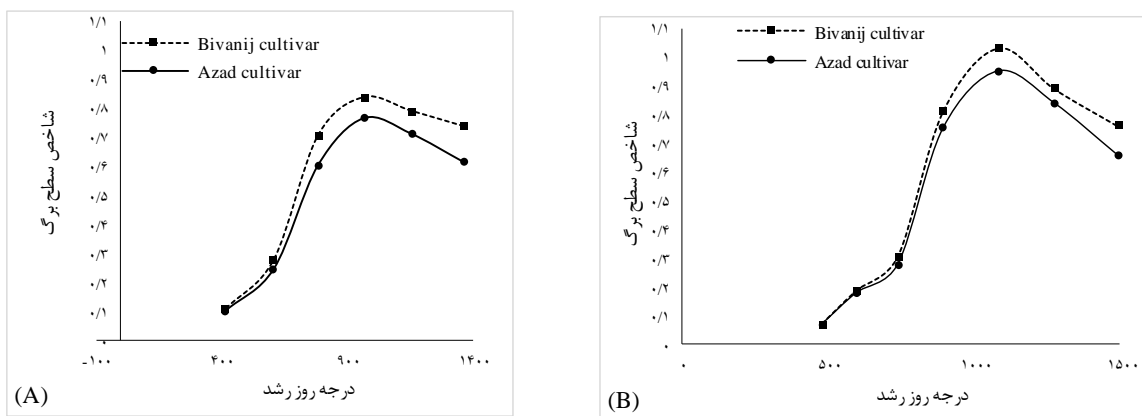 ۱/۱
۱
۰/۹
۰/۸
۰/۷
۰/۶
۰/۵
۰/۴
۰/۳
۰/۲
۰/۱
۰
شاخص سطح برگ
Bivanij cultivar
Azad cultivar
-۱۰۰ ۴۰۰ ۹۰۰ ۱۴۰۰
درجه روز رشد
(A)
۱/۱
۱
۰/۹
۰/۸
۰/۷
۰/۶
۰/۵
۰/۴
۰/۳
۰/۲
۰/۱
۰
شاخص سطح برگ
Bivanij cultivar
Azad cultivar
۰ ۵۰۰ ۱۰۰۰ ۱۵۰۰
درجه روز رشد
(B)